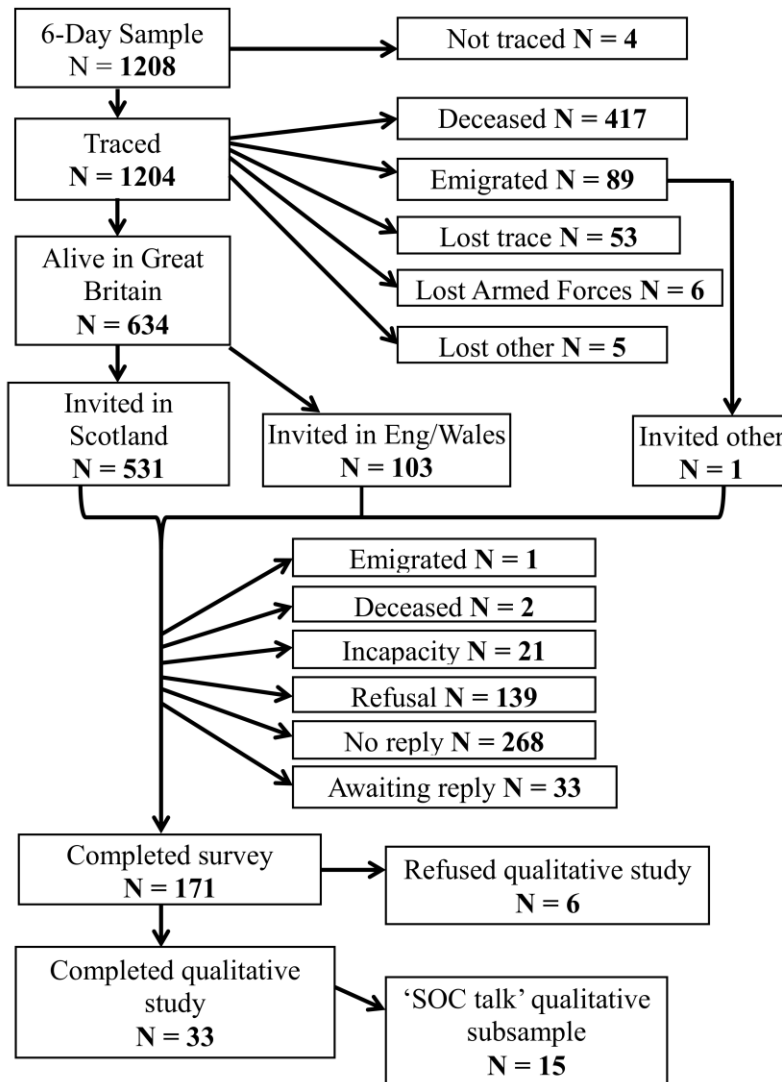 6-Day Sample
N = 1208
Not traced N = 4
Traced
N = 1204
Deceased N = 417
Emigrated N = 89
Lost trace N = 53
Lost Armed Forces N = 6
Lost other N = 5
Alive in Great
Britain
N = 634
Invited in
Scotland
N = 531
Invited in Eng/Wales
N = 103
Invited other
N = 1
Emigrated N = 1
Deceased N = 2
Incapacity N = 21
Refusal N = 139
No reply N = 268
Awaiting reply N = 33
Completed survey
N = 171
Refused qualitative study
N = 6
Completed qualitative
study
N = 33
‘SOC talk’ qualitative
subsample
N = 15